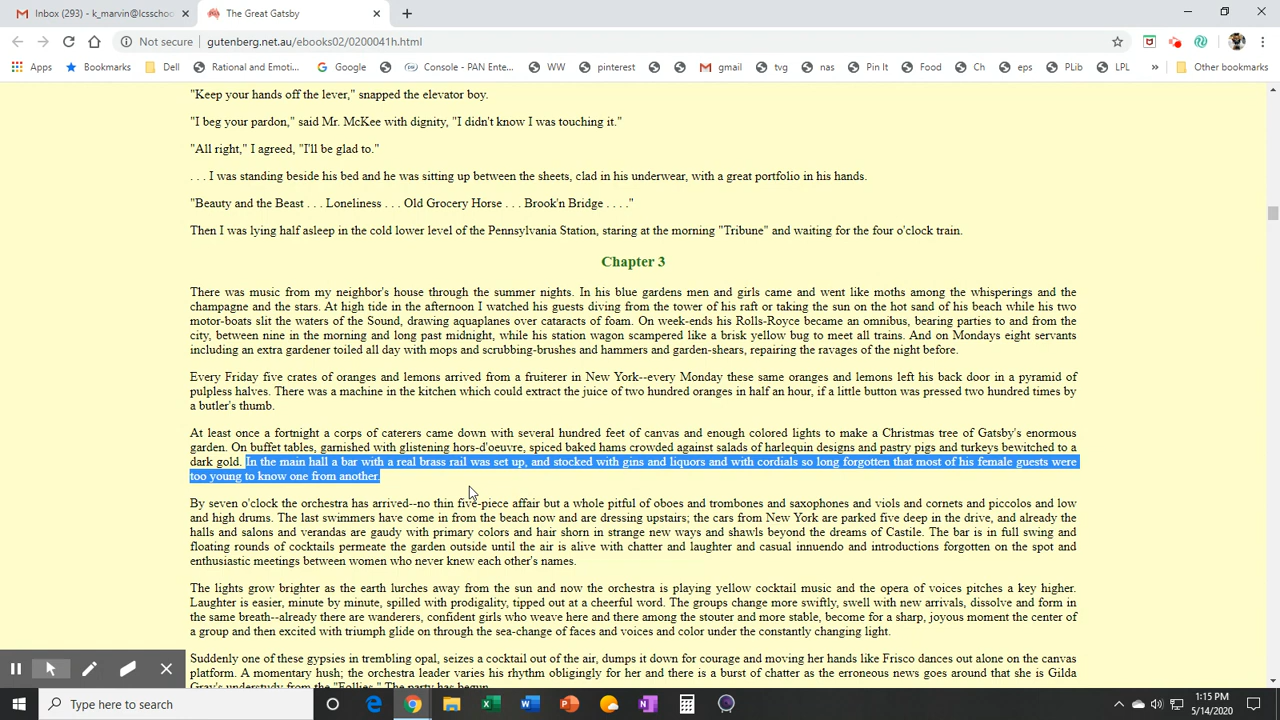 Inbox (293) - k_marvin@lcsschoo
The Great Gatsby
Not secure
gutenberg.net.au/ebooks02/0200041h.html
Apps Bookmarks Dell Rational and Emoti... Google Console - PAN Ente... WW pinterest gmail tvg nas Pin It Food Ch eps PLib LPL » Other bookmarks
"Keep your hands off the lever," snapped the elevator boy.
"I beg your pardon," said Mr. McKee with dignity, "I didn't know I was touching it."
"All right," I agreed, "I'll be glad to."
. . . I was standing beside his bed and he was sitting up between the sheets, clad in his underwear, with a great portfolio in his hands.
"Beauty and the Beast . . . Loneliness . . . Old Grocery Horse . . . Brook'n Bridge . . . ."
Then I was lying half asleep in the cold lower level of the Pennsylvania Station, staring at the morning "Tribune" and waiting for the four o'clock train.
Chapter 3
There was music from my neighbor's house through the summer nights. In his blue gardens men and girls came and went like moths among the whisperings and the
champagne and the stars. At high tide in the afternoon I watched his guests diving from the tower of his raft or taking the sun on the hot sand of his beach while his two
motor-boats slit the waters of the Sound, drawing aquaplanes over cataracts of foam. On week-ends his Rolls-Royce became an omnibus, bearing parties to and from the
city, between nine in the morning and long past midnight, while his station wagon scampered like a brisk yellow bug to meet all trains. And on Mondays eight servants
including an extra gardener toiled all day with mops and scrubbing-brushes and hammers and garden-shears, repairing the ravages of the night before.
Every Friday five crates of oranges and lemons arrived from a fruiterer in New York--every Monday these same oranges and lemons left his back door in a pyramid of
pulpless halves. There was a machine in the kitchen which could extract the juice of two hundred oranges in half an hour, if a little button was pressed two hundred times by
a butler's thumb.
At least once a fortnight a corps of caterers came down with several hundred feet of canvas and enough colored lights to make a Christmas tree of Gatsby's enormous
garden. On buffet tables, garnished with glistening hors-d'oeuvre, spiced baked hams crowded against salads of harlequin designs and pastry pigs and turkeys bewitched to a
dark gold. In the main hall a bar with a real brass rail was set up, and stocked with gins and liquors and with cordials so long forgotten that most of his female guests were
too young to know one from another.
By seven o'clock the orchestra has arrived--no thin five-piece affair but a whole pitful of oboes and trombones and saxophones and viols and cornets and piccolos and low
and high drums. The last swimmers have come in from the beach now and are dressing upstairs; the cars from New York are parked five deep in the drive, and already the
halls and salons and verandas are gaudy with primary colors and hair shorn in strange new ways and shawls beyond the dreams of Castile. The bar is in full swing and
floating rounds of cocktails permeate the garden outside until the air is alive with chatter and laughter and casual innuendo and introductions forgotten on the spot and
enthusiastic meetings between women who never knew each other's names.
The lights grow brighter as the earth lurches away from the sun and now the orchestra is playing yellow cocktail music and the opera of voices pitches a key higher.
Laughter is easier, minute by minute, spilled with prodigality, tipped out at a cheerful word. The groups change more swiftly, swell with new arrivals, dissolve and form in
the same breath--already there are wanderers, confident girls who weave here and there among the stouter and more stable, become for a sharp, joyous moment the center of
a group and then excited with triumph glide on through the sea-change of faces and voices and color under the constantly changing light.
Suddenly one of these gypsies in trembling opal, seizes a cocktail out of the air, dumps it down for courage and moving her hands like Frisco dances out alone on the canvas
platform. A momentary hush; the orchestra leader varies his rhythm obligingly for her and there is a burst of chatter as the erroneous news goes around that she is Gilda
Gray's understudy from the "Follies." The party has begun.
Type here to search
1:15 PM
5/14/2020